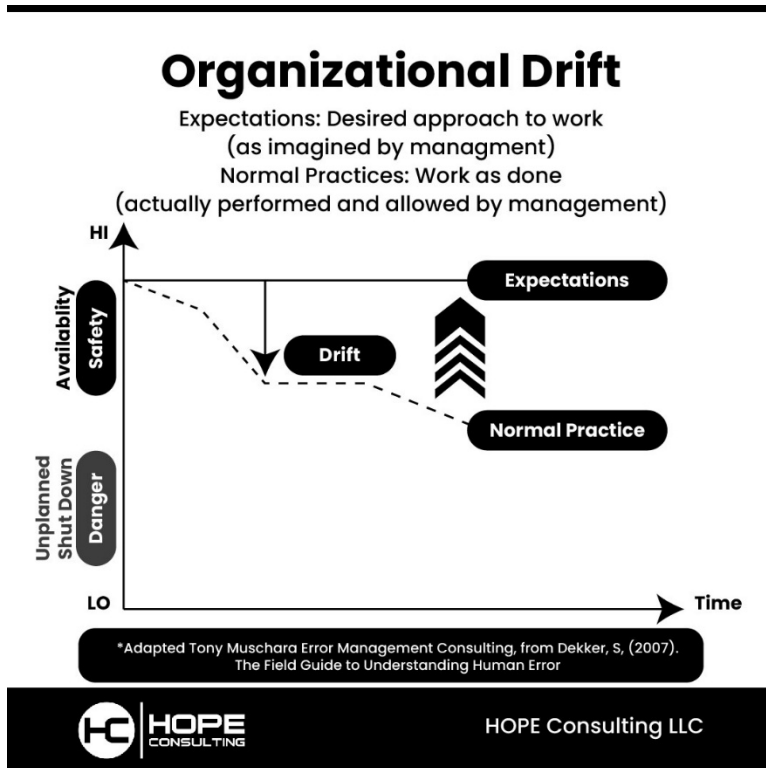 Organizational Drift
Expectations: Desired approach to work
(as imagined by managment)
Normal Practices: Work as done
(actually performed and allowed by management)
HI
Expectations
Availablity
Safety
Drift
Normal Practice
Unplanned
Shut Down
Danger
LO
Time
*Adapted Tony Muschara Error Management Consulting, from Dekker, S, (2007).
The Field Guide to Understanding Human Error
HC
HOPE
CONSULTING
HOPE Consulting LLC